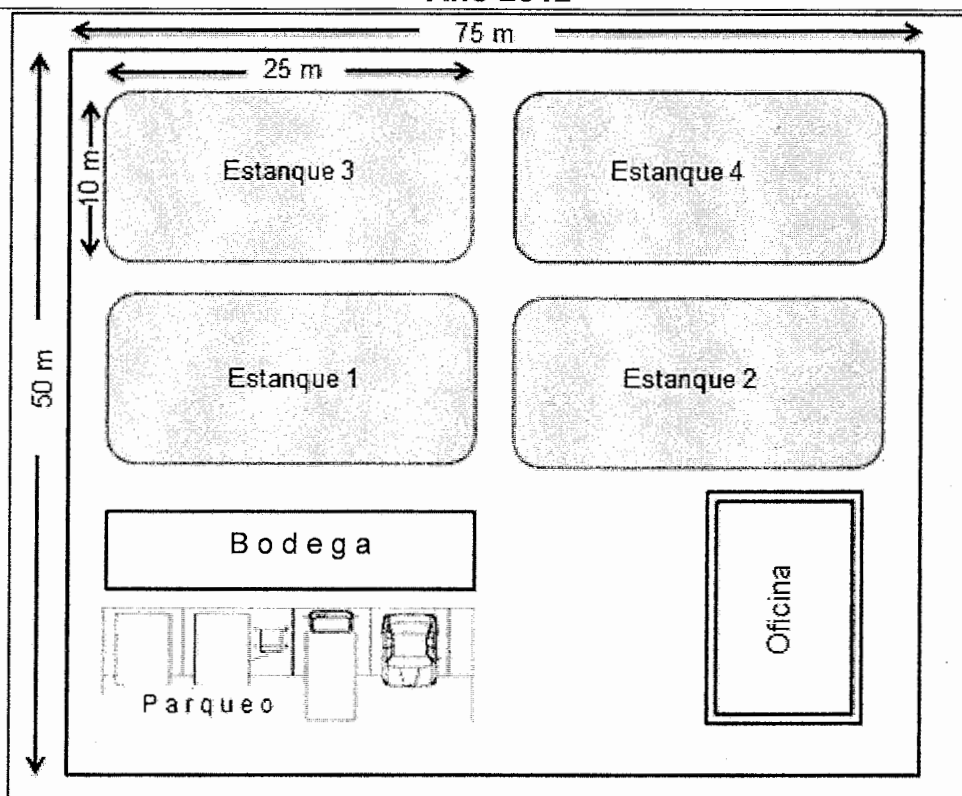 75 m
25 m
Estanque 3
Estanque 4
10 m
50 m
Estanque 1
Estanque 2
Bodega
Oficina
Parqueo